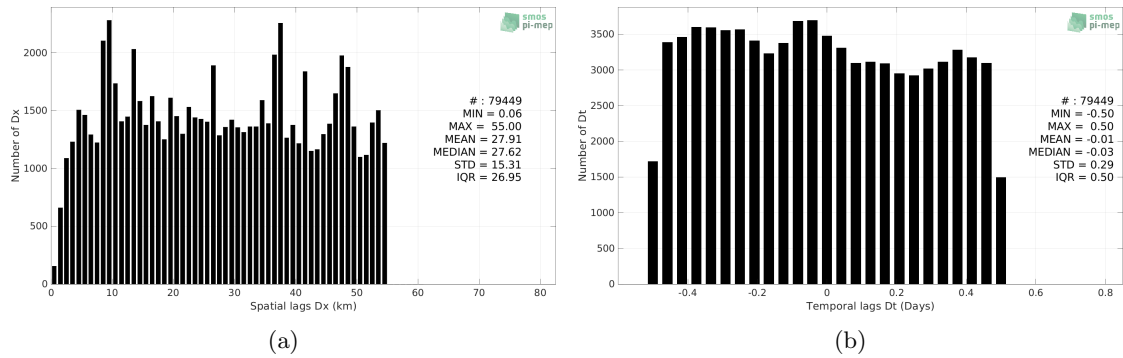 smos
pi-mep
Number of Dx
2000
1500
1000
500
0
# : 79449
MIN = 0.06
MAX = 55.00
MEAN = 27.91
MEDIAN = 27.62
STD = 15.31
IQR = 26.95
0 10 20 30 40 50 60 70 80
Spatial lags Dx (km)
(a)
smos
pi-mep
Number of Dt
3500
3000
2500
2000
1500
1000
500
0
# : 79449
MIN = -0.50
MAX = 0.50
MEAN = -0.01
MEDIAN = -0.03
STD = 0.29
IQR = 0.50
-0.4 -0.2 0 0.2 0.4 0.6 0.8
Temporal lags Dt (Days)
(b)